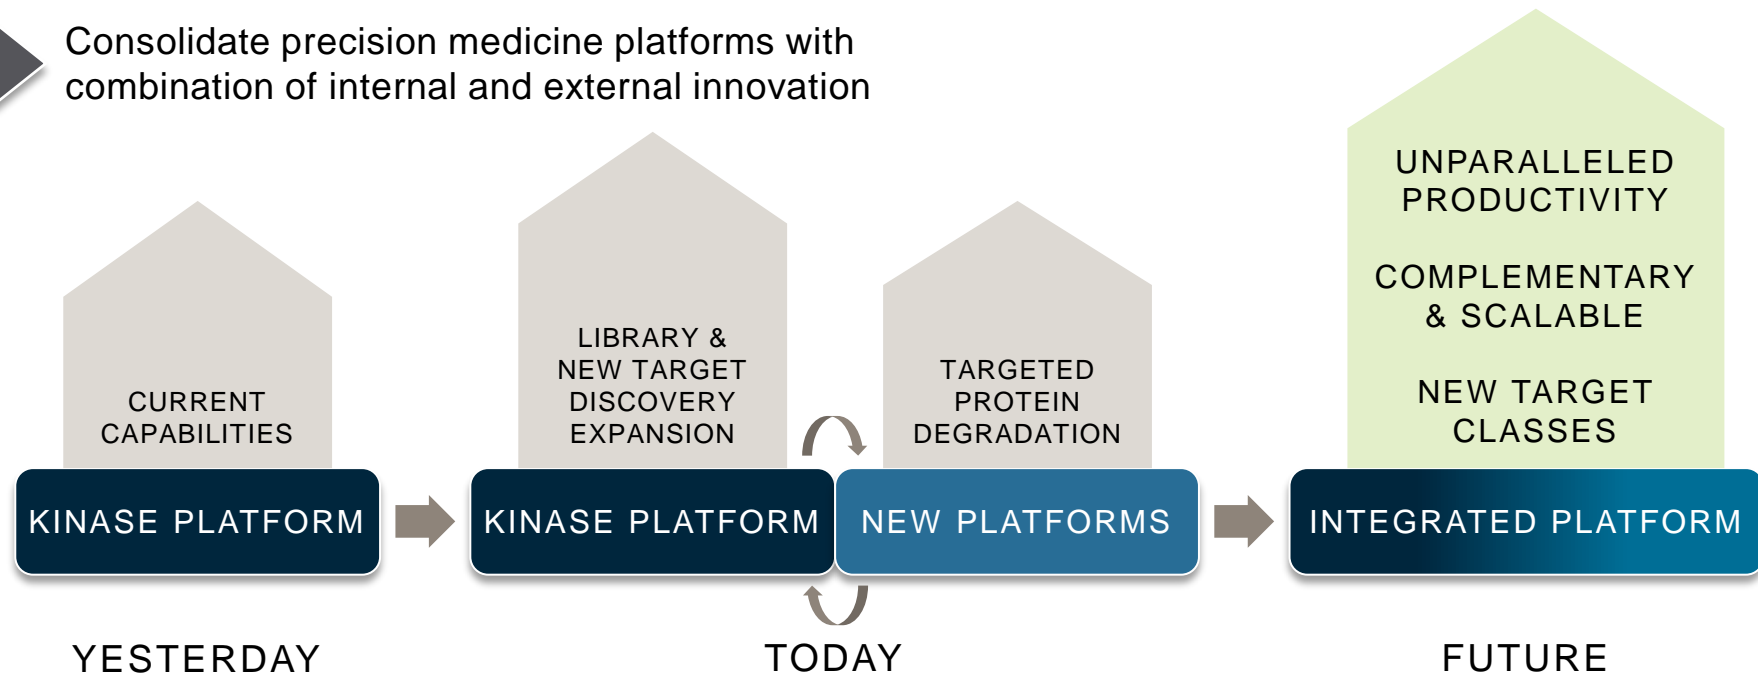 Consolidate precision medicine platforms with
combination of internal and external innovation
CURRENT
CAPABILITIES
KINASE PLATFORM
YESTERDAY
LIBRARY &
NEW TARGET
DISCOVERY
EXPANSION
KINASE PLATFORM
TARGETED
PROTEIN
DEGRADATION
NEW PLATFORMS
TODAY
UNPARALLELED
PRODUCTIVITY
COMPLEMENTARY
& SCALABLE
NEW TARGET
CLASSES
INTEGRATED PLATFORM
FUTURE